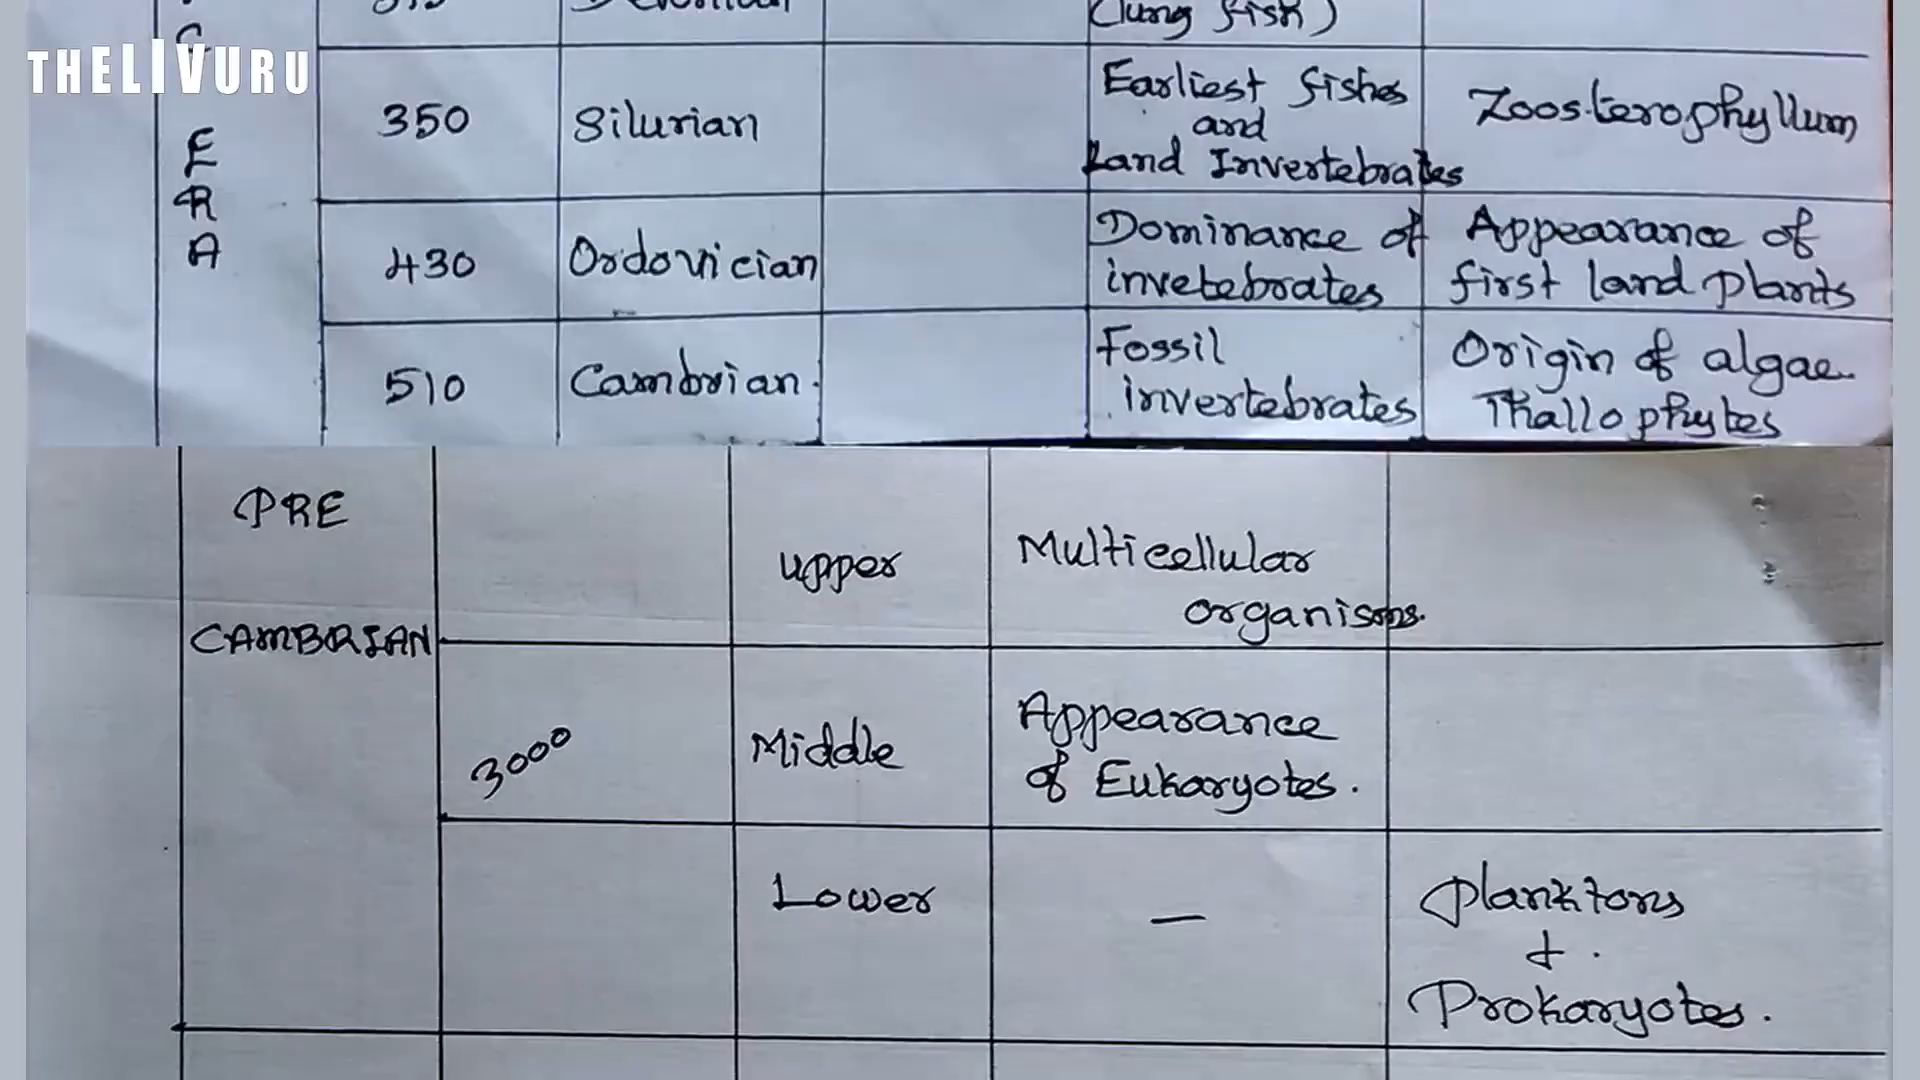 THELIVURU
(lung fish)
350 Silurian Earliest fishes Zoosterophyllum
and
Land Invertebrates
E
R
A
430 Ordovician Dominance of Appearance of
invetebrates first land plants
510 Cambrian. Fossil Origin of algae.
invertebrates Thallophytes
PRE
CAMBRIAN
upper Multicellular
organisms.
3000 Middle Appearance
of Eukaryotes.
Lower — Planktons
&.
Prokaryotes.